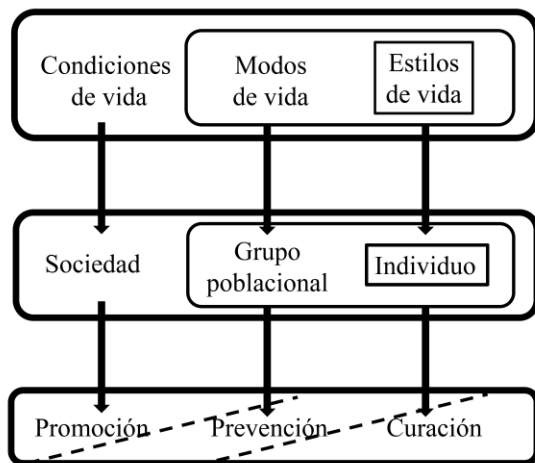 Condiciones
de vida
Modos
de vida
Estilos
de vida
Sociedad
Grupo
poblacional
Individuo
Promoción
Prevención
Curación